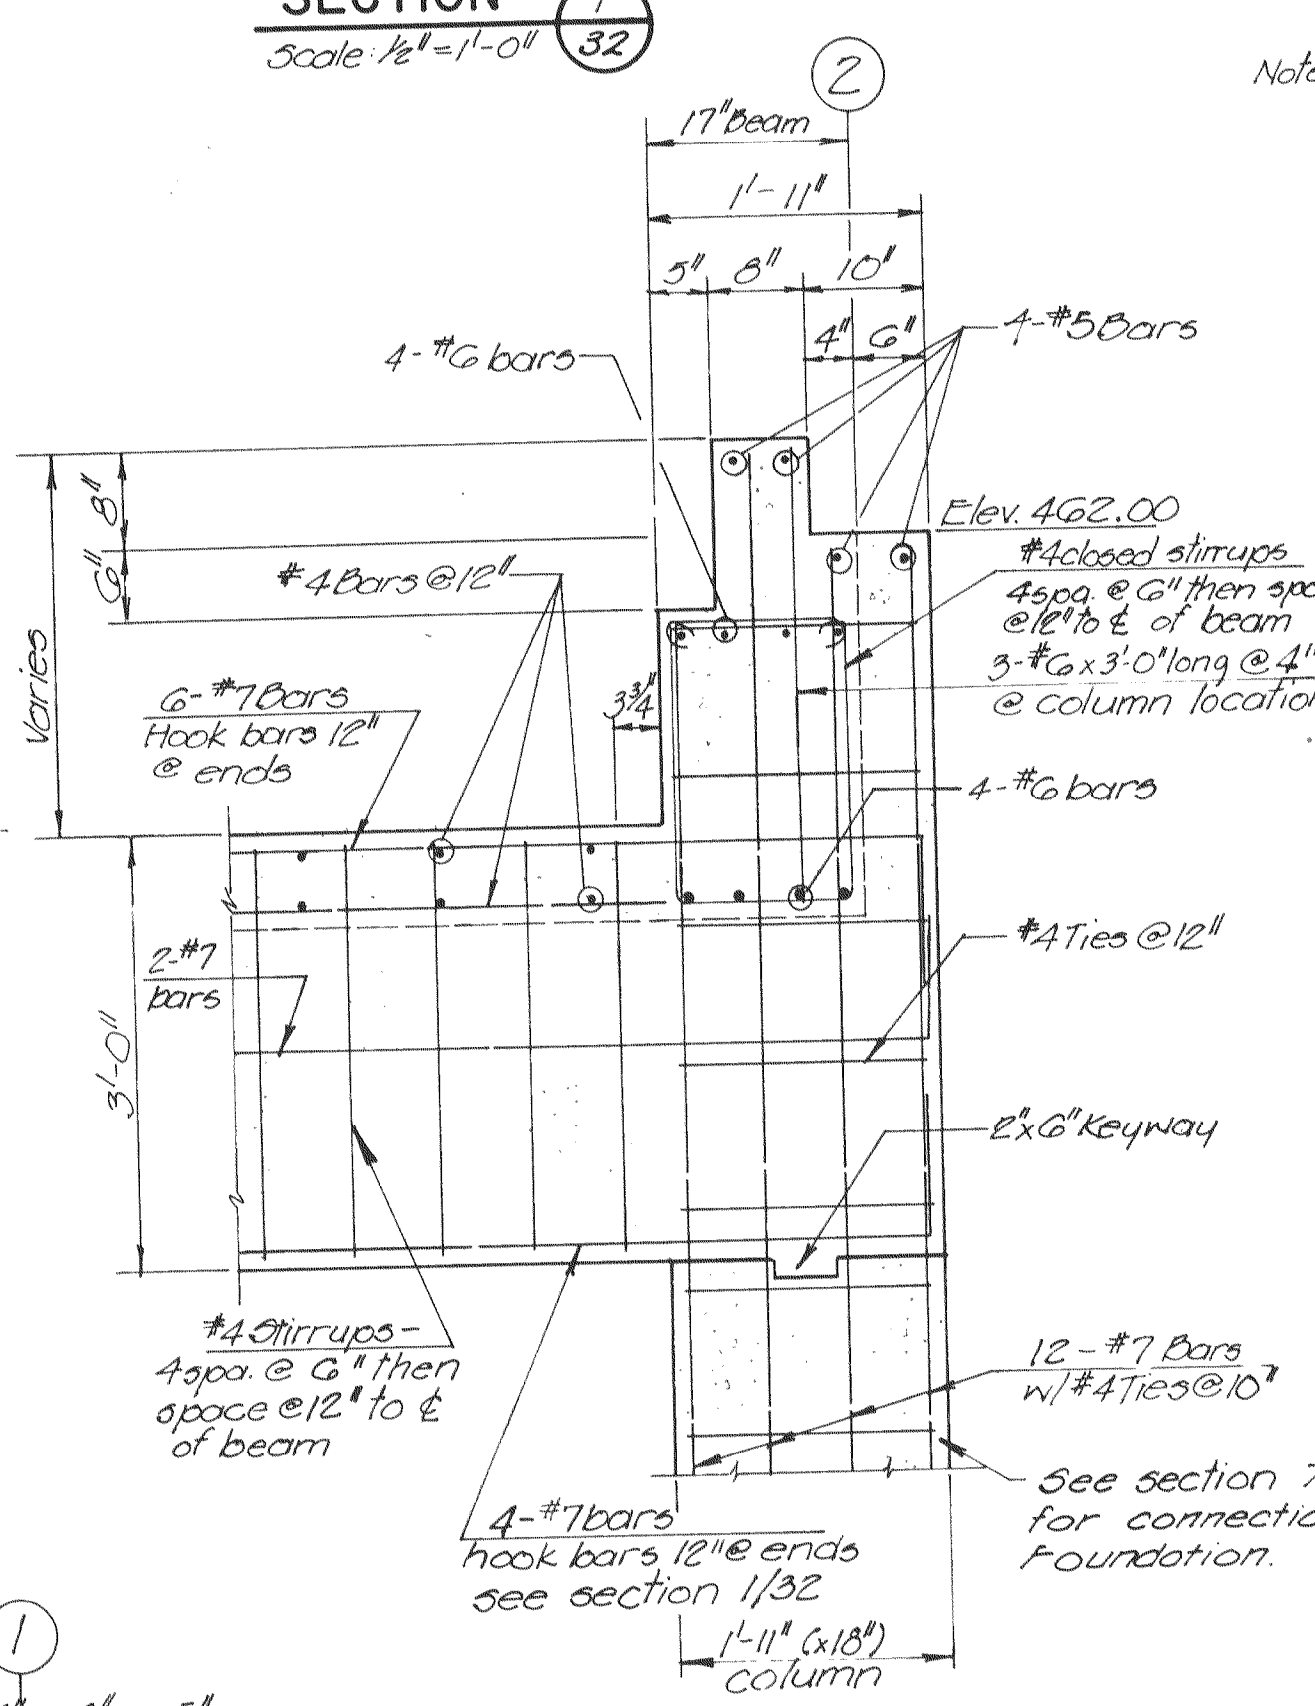 SECTION
32
Scale: 1/2" = 1'-0"
2
17" Beam
1'-11"
5" 8" 10"
4" 6"
4-#6 bars
4-#5 Bars
8"
6"
Varies
Elev. 462.00
#4 closed stirrups
4 spa. @ 6" then
@ 12" to ℄ of beam
3-#6 x 3'-0" long @ 4"
@ column
#4 Bars @ 12"
6-#7 Bars
Hook bars 12"
@ ends
3 3/4"
4-#6 bars
#4 Ties @ 12"
2-#7
bars
3'-0"
2"x6" Keyway
#4 Stirrups-
4 spa. @ 6" then
space @ 12" to ℄
of beam
12-#7 Bars
w/ #4 Ties @ 10"
See section
for
Foundation.
4-#7 bars
hook bars 12" @ ends
see section 1/32
1'-11" (x18")
column
1